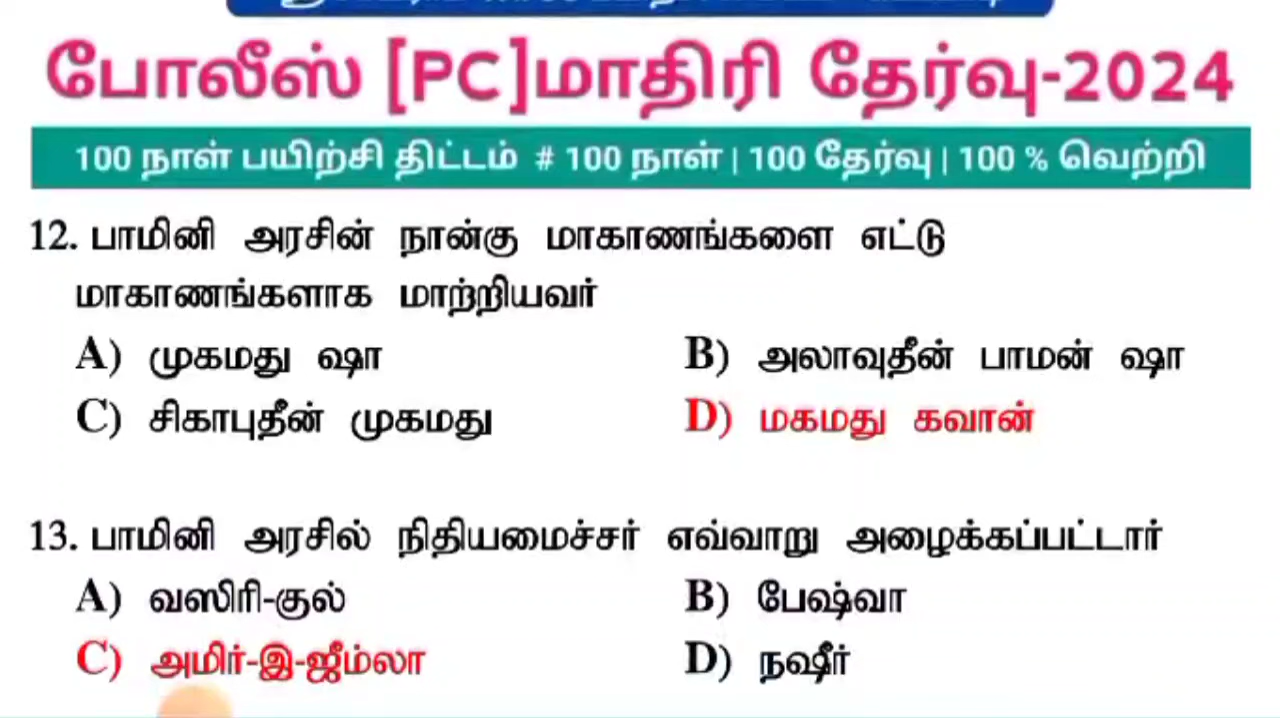 போலீஸ் [PC]மாதிரி தேர்வு-2024
100 நாள் பயிற்சி திட்டம் # 100 நாள் | 100 தேர்வு | 100 % வெற்றி
12. பாமினி அரசின் நான்கு மாகாணங்களை எட்டு
மாகாணங்களாக மாற்றியவர்
A) முகமது ஷா B) அலாவுதீன் பாமன் ஷா
C) சிகாபுதீன் முகமது D) மகமது கவான்
13. பாமினி அரசில் நிதியமைச்சர் எவ்வாறு அழைக்கப்பட்டார்
A) வஸிரி-குல் B) பேஷ்வா
C) அமிர்-இ-ஜீம்லா D) நஷீர்